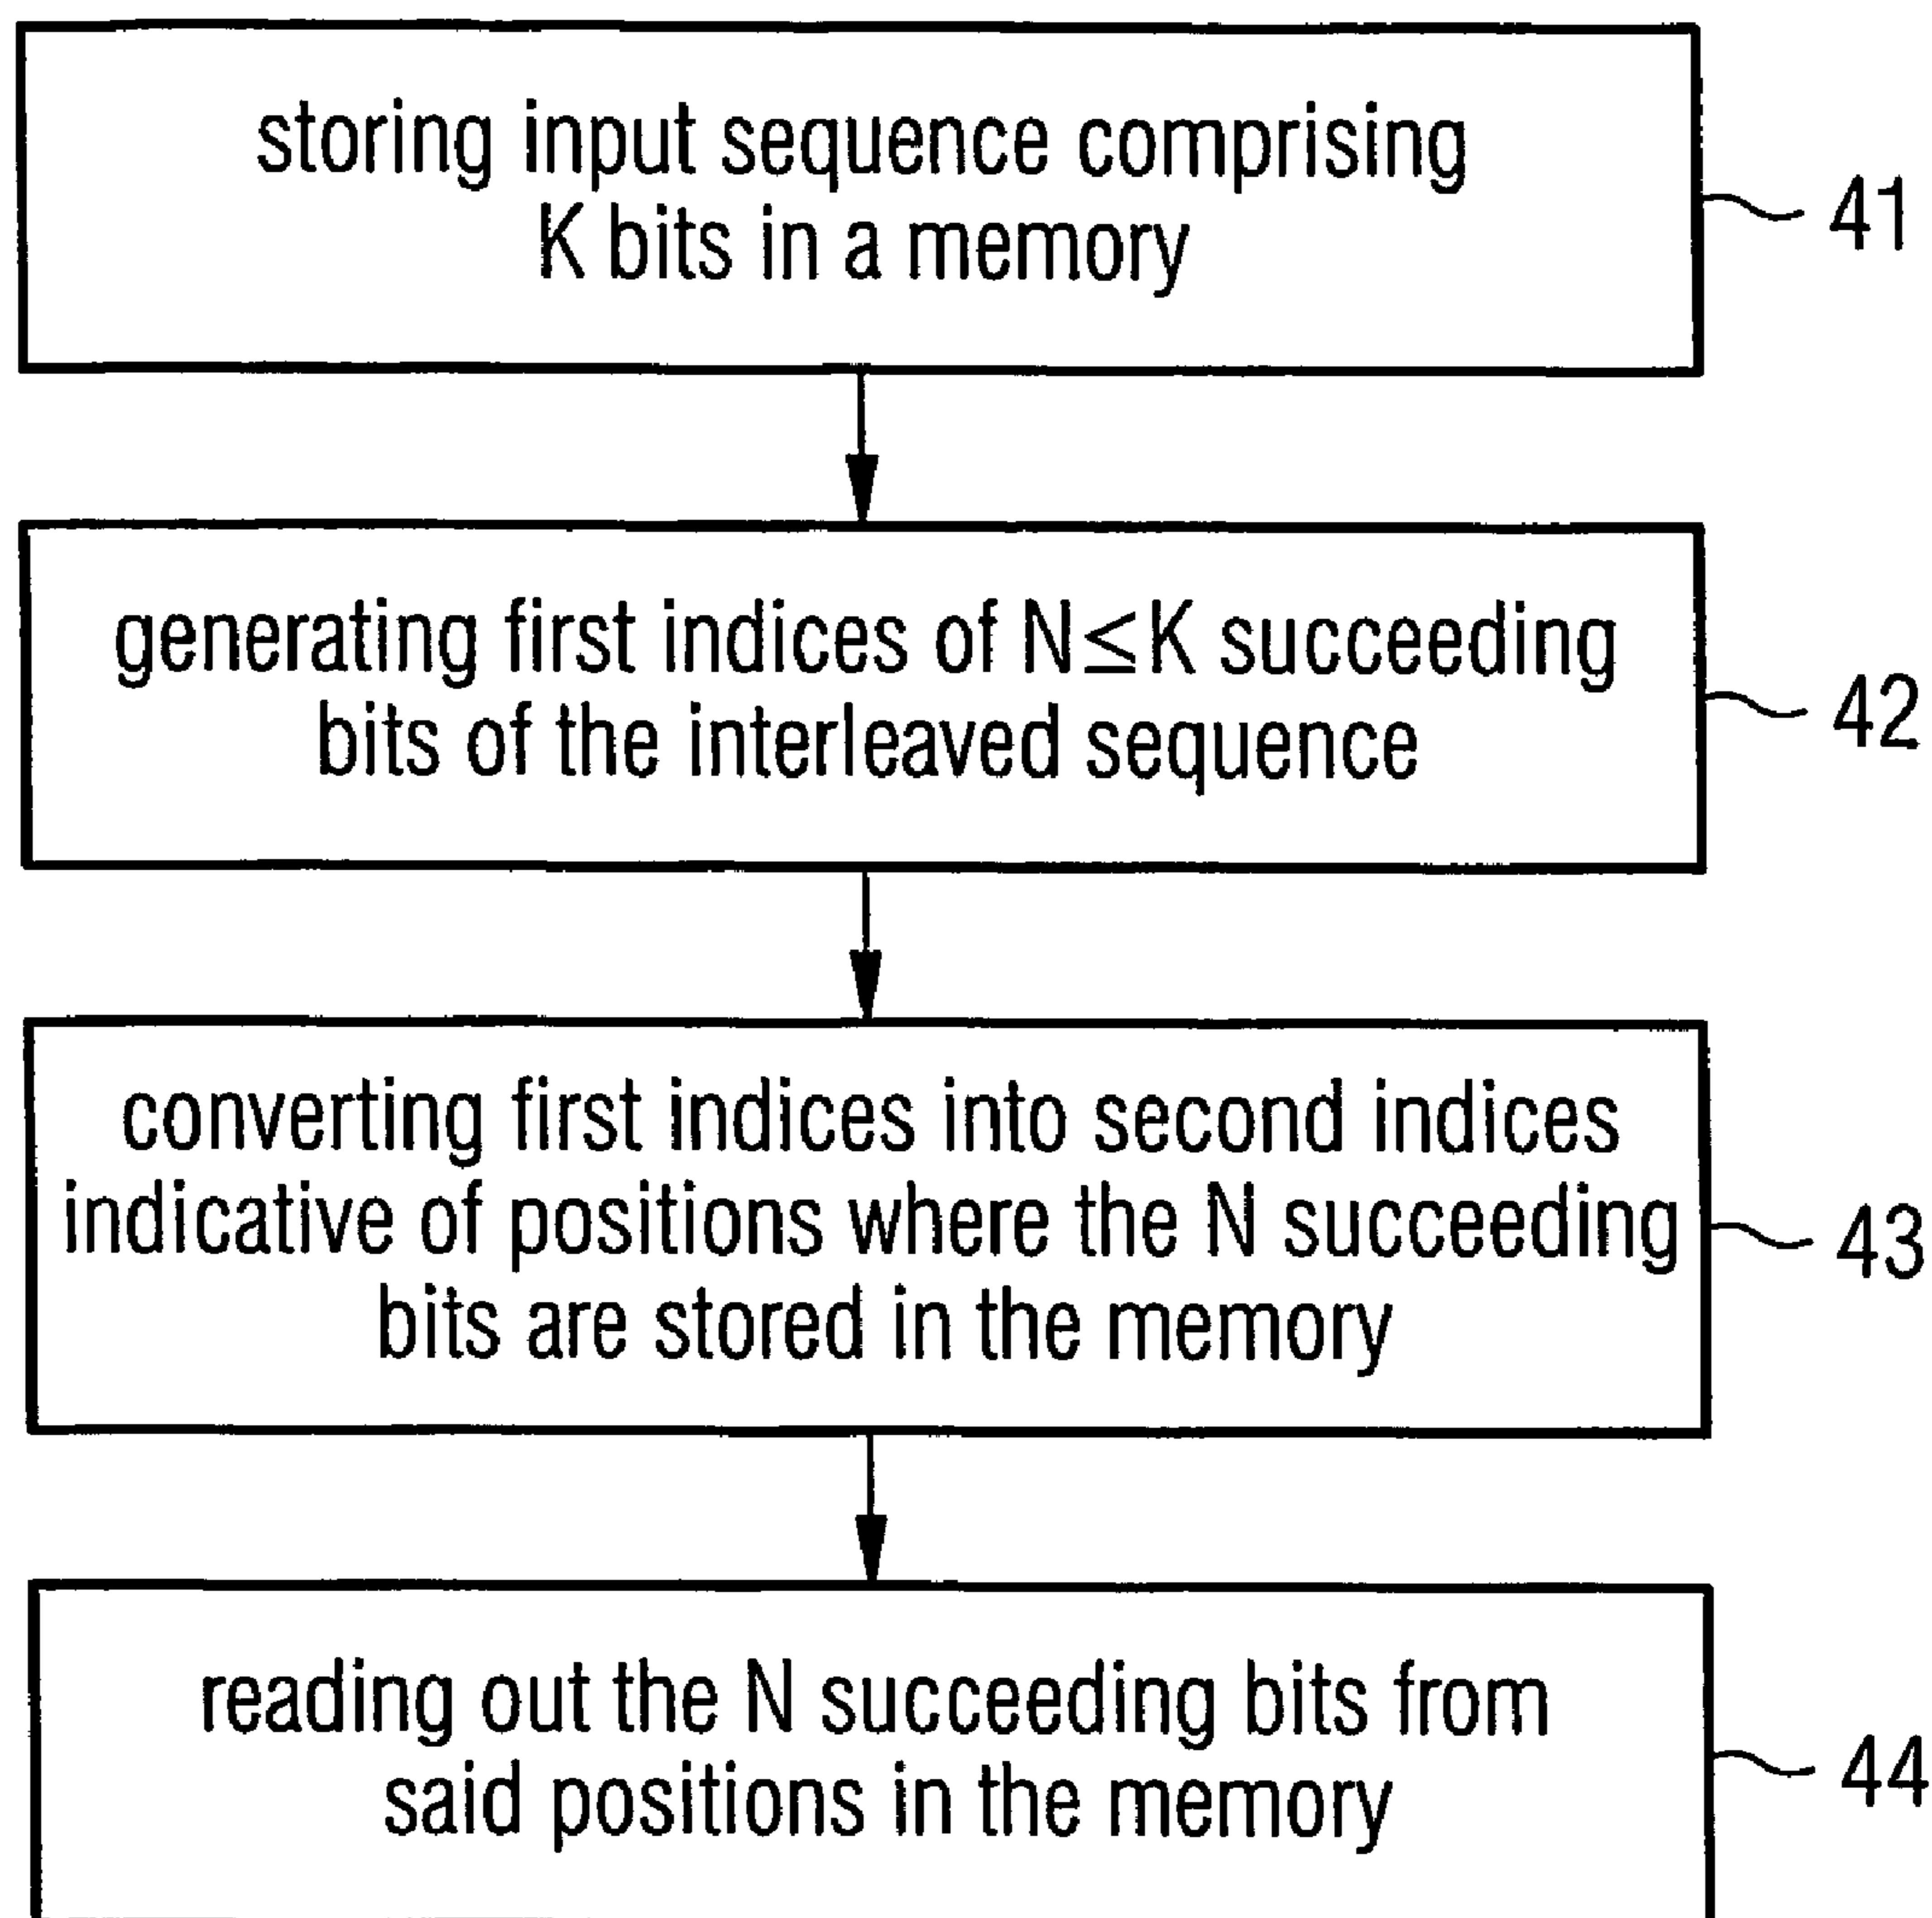 storing input sequence comprising
K bits in a memory
41
generating first indices of N≤K succeeding
bits of the interleaved sequence
42
converting first indices into second indices
indicative of positions where the N succeeding
bits are stored in the memory
43
reading out the N succeeding bits from
said positions in the memory
44